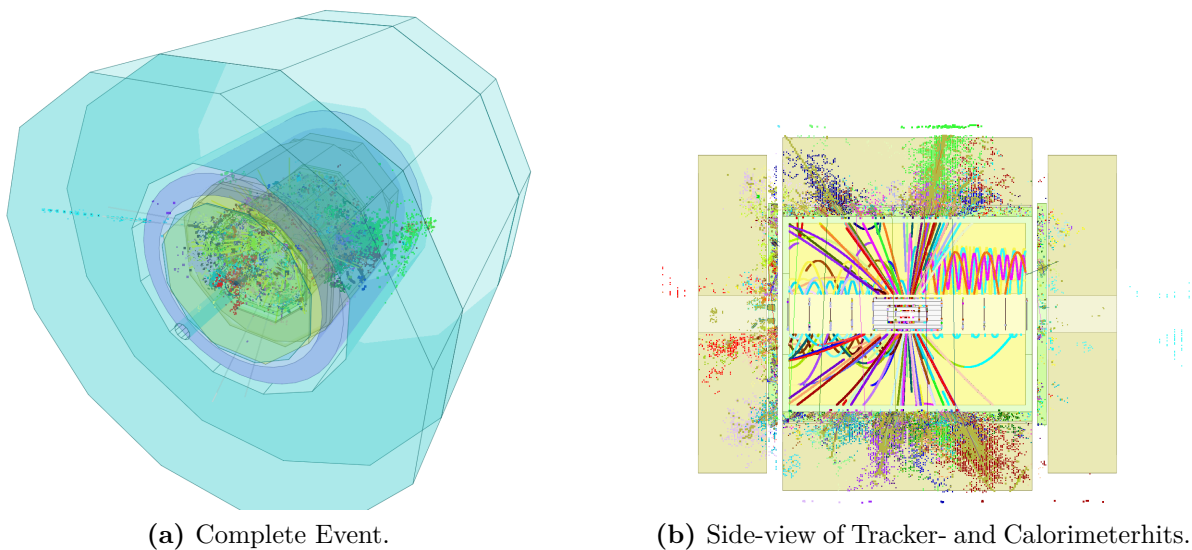 (a) Complete Event.
(b) Side-view of Tracker- and Calorimeterhits.